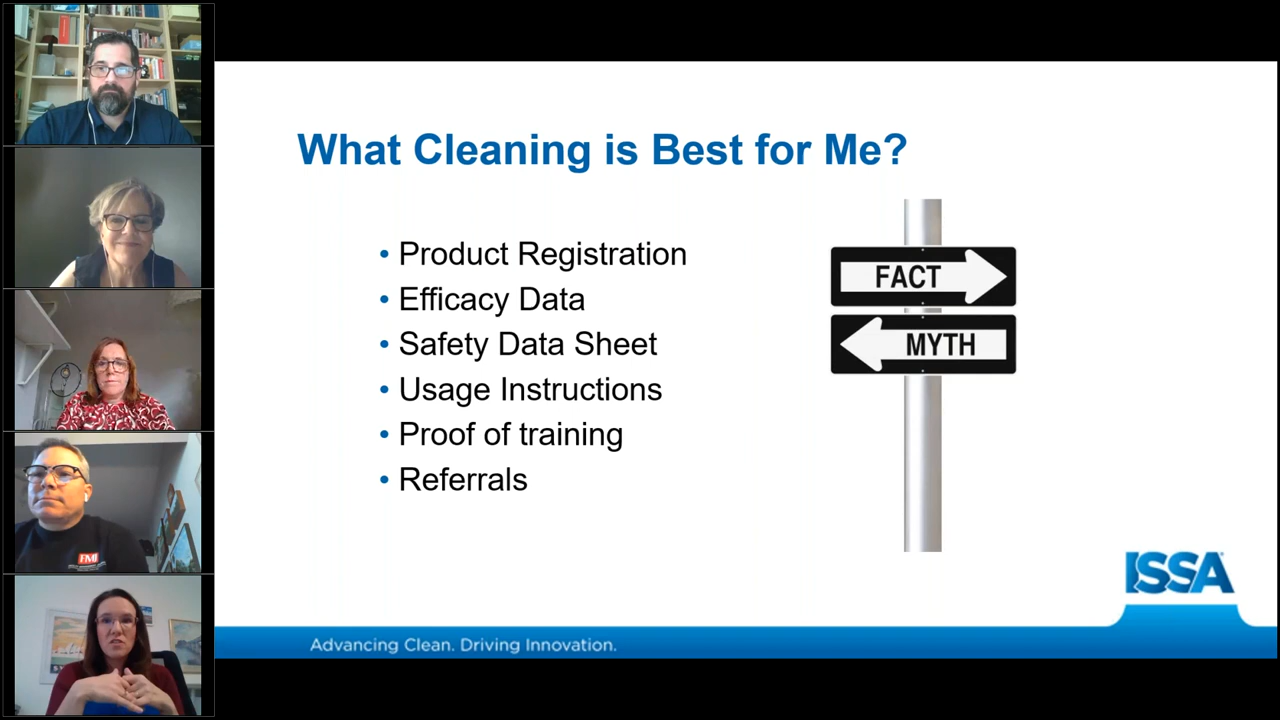 What Cleaning is Best for Me?
• Product Registration
• Efficacy Data
• Safety Data Sheet
• Usage Instructions
• Proof of training
• Referrals
FACT
MYTH
ISSA
Advancing Clean. Driving Innovation.
FMI